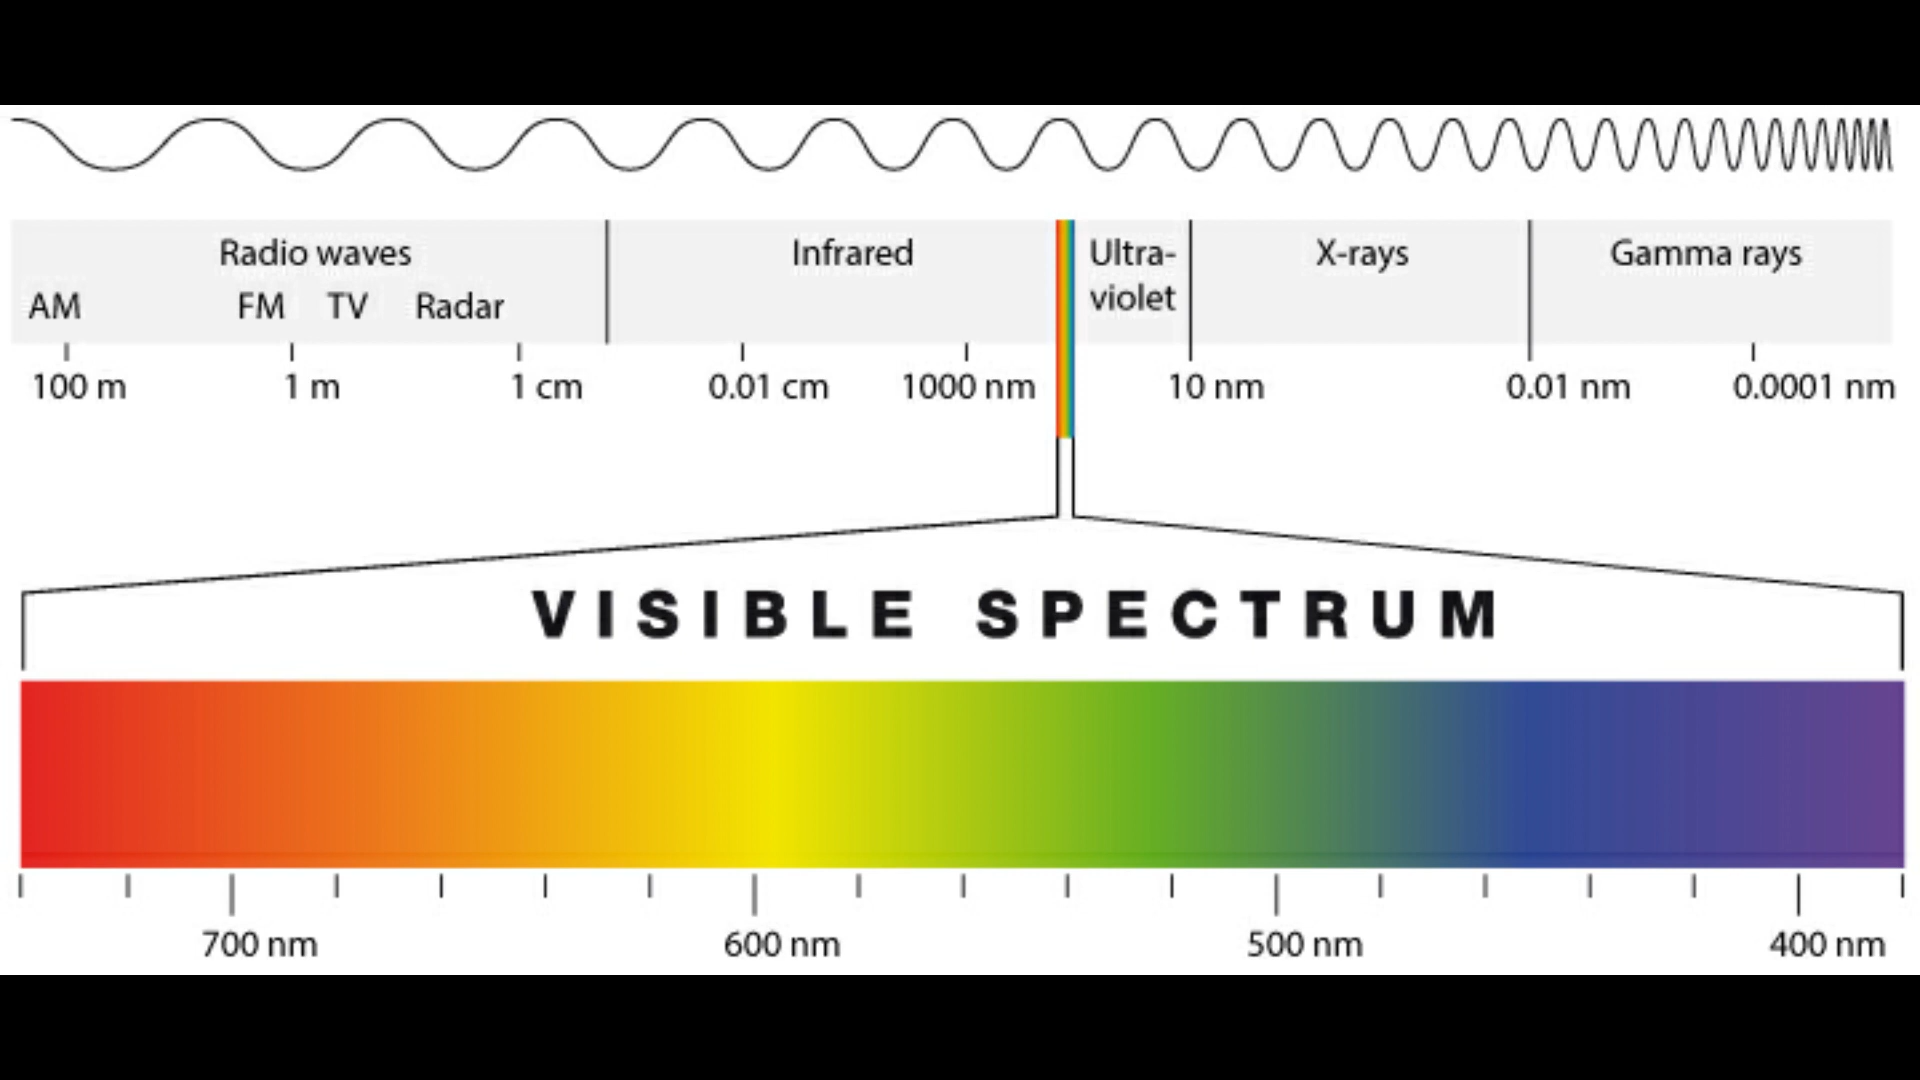 Radio waves Infrared Ultra- X-rays Gamma rays
violet
AM FM TV Radar
100 m 1 m 1 cm 0.01 cm 1000 nm 10 nm 0.01 nm 0.0001 nm
VISIBLE SPECTRUM
700 nm 600 nm 500 nm 400 nm